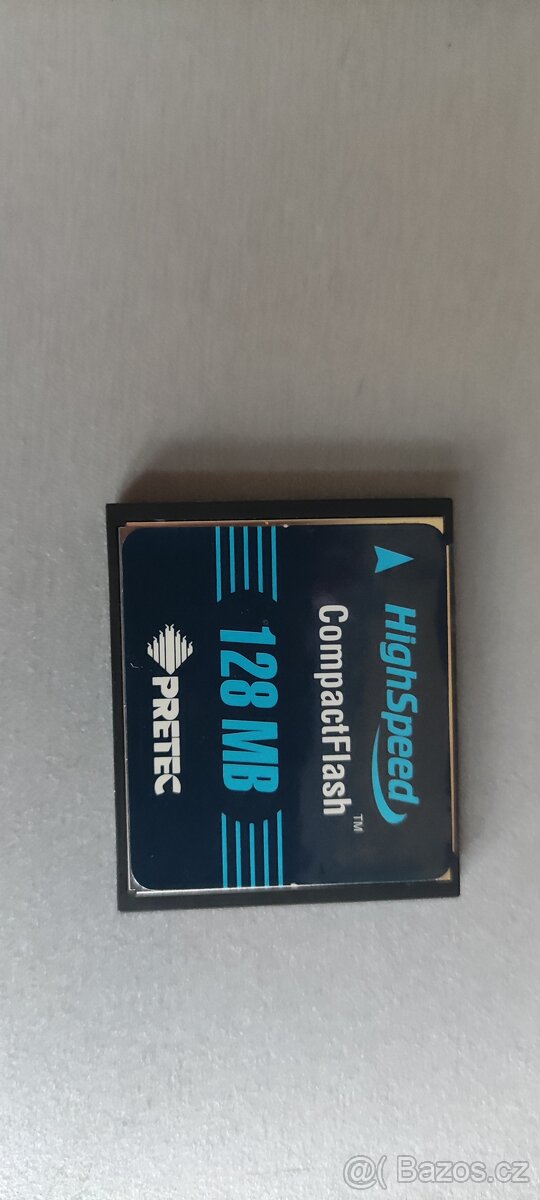 HighSpeed
CompactFlash™
128 MB
PRETEC
@( Bazos.cz